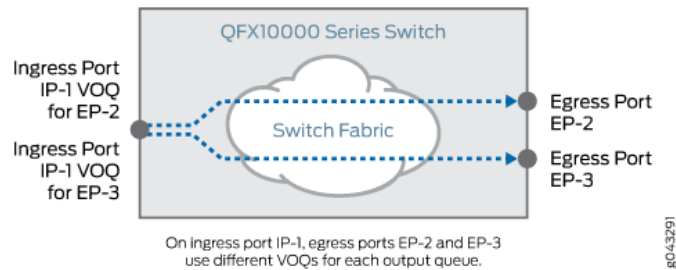 QFX10000 Series Switch
Ingress Port
IP-1 VOQ
for EP-2
Ingress Port
IP-1 VOQ
for EP-3
Switch Fabric
Egress Port
EP-2
Egress Port
EP-3
On ingress port IP-1, egress ports EP-2 and EP-3
use different VOQs for each output queue.
g043291